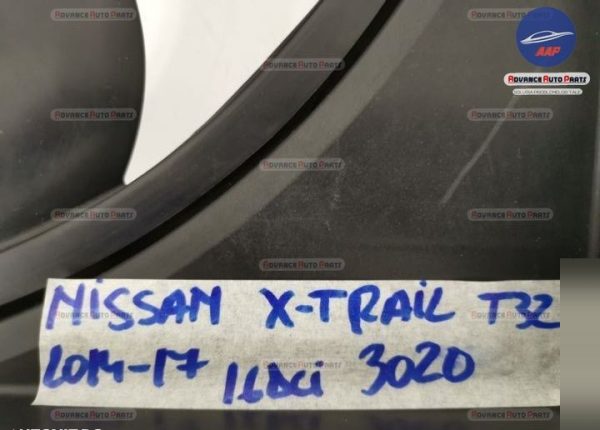 AAP
ADVANCE AUTO PARTS
NISSAN X-TRAIL T32
2014-17 1.6DCi 3020